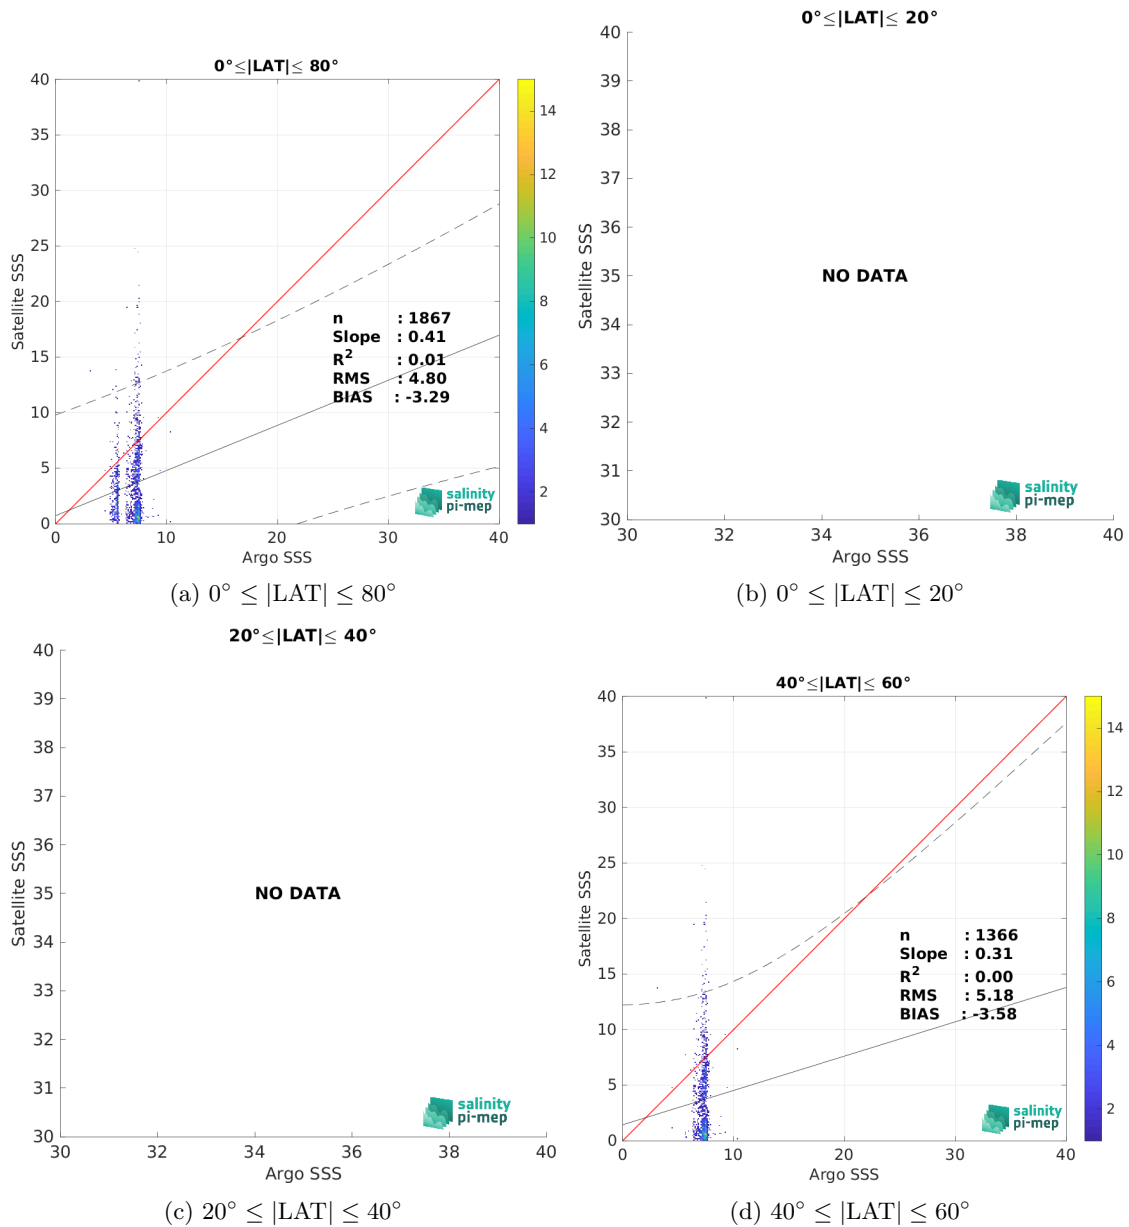 0°≤|LAT|≤ 80°
40
35
30
25
20
15
10
5
0
0
10
20
30
40
Satellite SSS
Argo SSS
n : 1867
Slope : 0.41
R² : 0.01
RMS : 4.80
BIAS : -3.29
salinity
pi-mep
14
12
10
8
6
4
2
(a) 0° ≤ |LAT| ≤ 80°
0°≤|LAT|≤ 20°
40
39
38
37
36
35
34
33
32
31
30
30
32
34
36
38
40
Satellite SSS
Argo SSS
NO DATA
salinity
pi-mep
(b) 0° ≤ |LAT| ≤ 20°
20°≤|LAT|≤ 40°
40
39
38
37
36
35
34
33
32
31
30
30
32
34
36
38
40
Satellite SSS
Argo SSS
NO DATA
salinity
pi-mep
(c) 20° ≤ |LAT| ≤ 40°
40°≤|LAT|≤ 60°
40
35
30
25
20
15
10
5
0
0
10
20
30
40
Satellite SSS
Argo SSS
n : 1366
Slope : 0.31
R² : 0.00
RMS : 5.18
BIAS : -3.58
salinity
pi-mep
14
12
10
8
6
4
2
(d) 40° ≤ |LAT| ≤ 60°